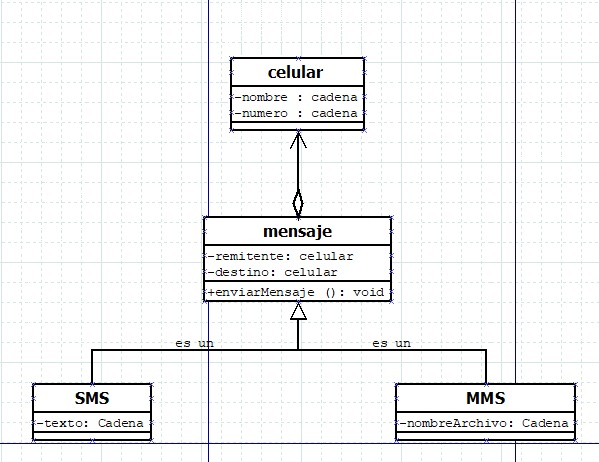 celular
-nombre : cadena
-numero : cadena
mensaje
-remitente: celular
-destino: celular
+enviarMensaje (): void
es un
es un
SMS
-texto: Cadena
MMS
-nombreArchivo: Cadena